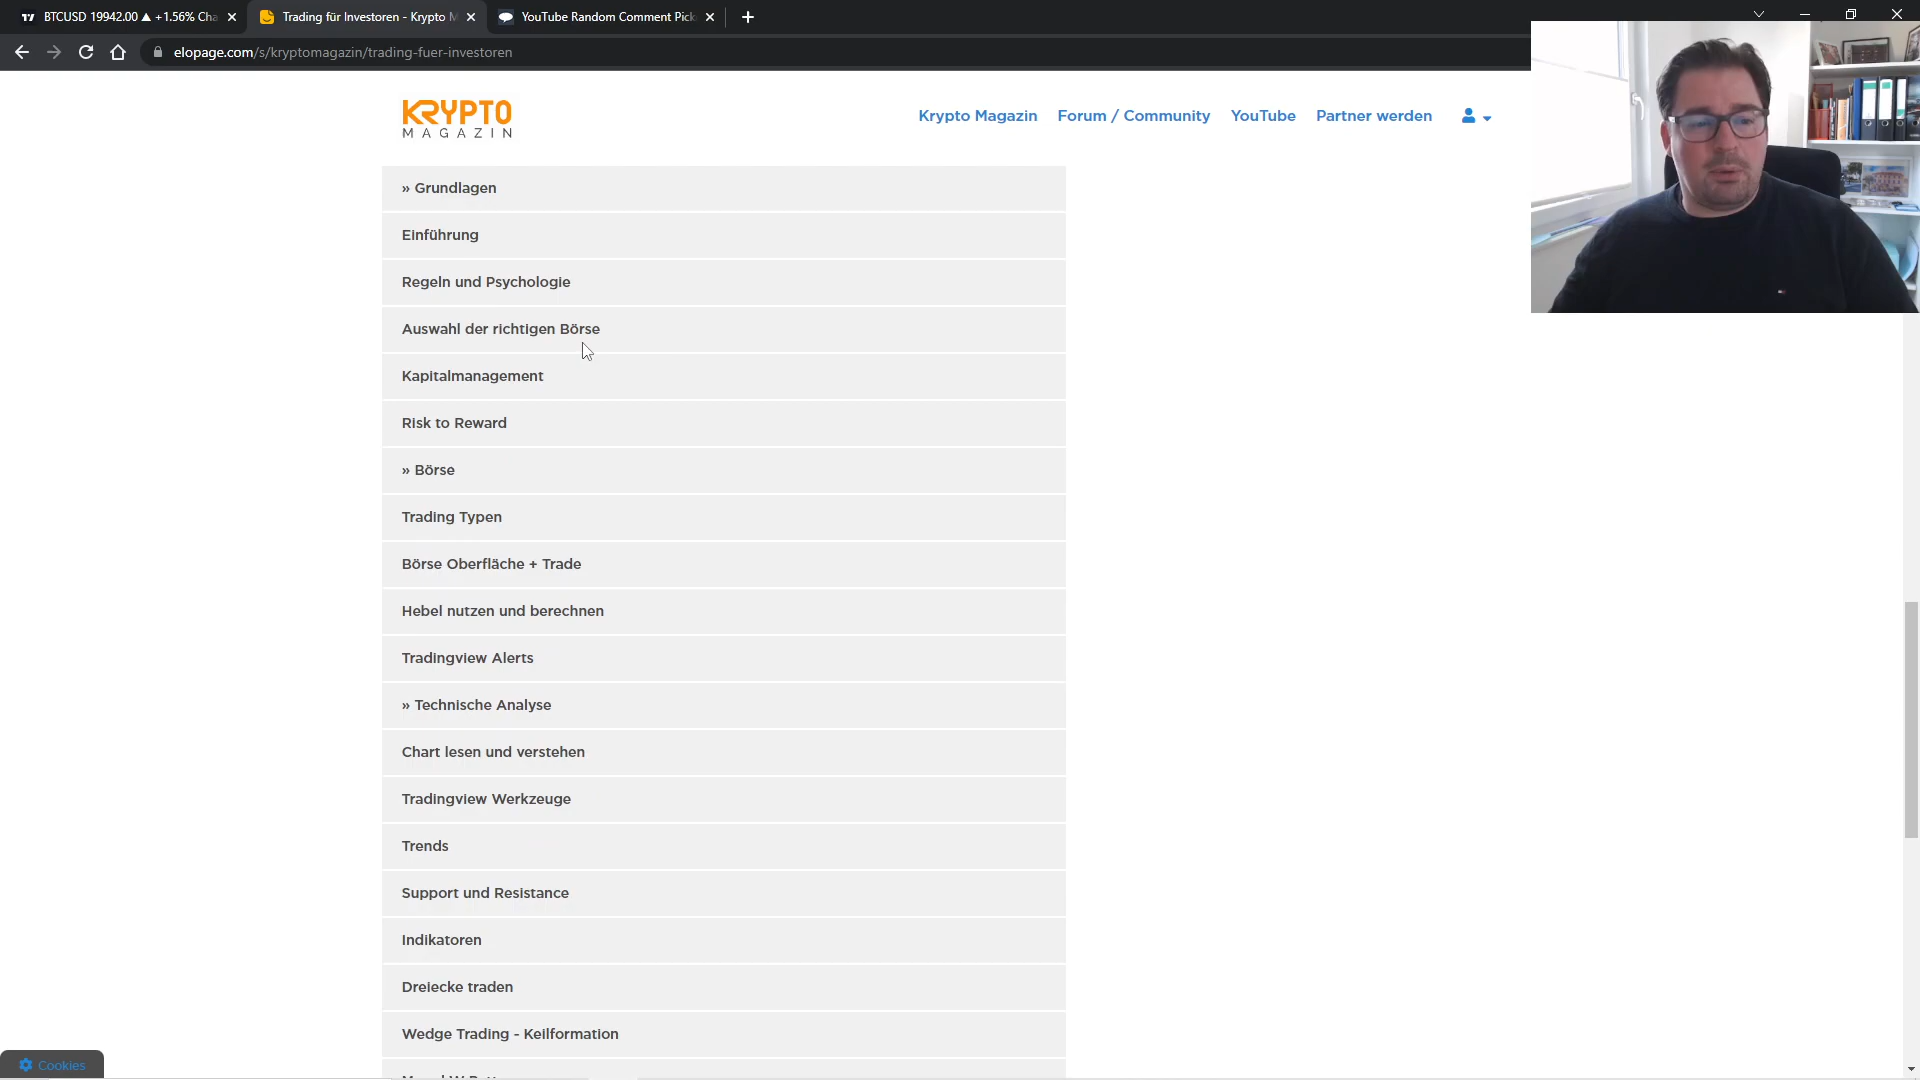 BTCUSD 19942.00 ▲ +1.56% Cha
Trading für Investoren - Krypto M
YouTube Random Comment Pick
elopage.com/s/kryptomagazin/trading-fuer-investoren
KRYPTO
MAGAZIN
Krypto Magazin
Forum / Community
YouTube
Partner werden
» Grundlagen
Einführung
Regeln und Psychologie
Auswahl der richtigen Börse
Kapitalmanagement
Risk to Reward
» Börse
Trading Typen
Börse Oberfläche + Trade
Hebel nutzen und berechnen
Tradingview Alerts
» Technische Analyse
Chart lesen und verstehen
Tradingview Werkzeuge
Trends
Support und Resistance
Indikatoren
Dreiecke traden
Wedge Trading - Keilformation
Cookies